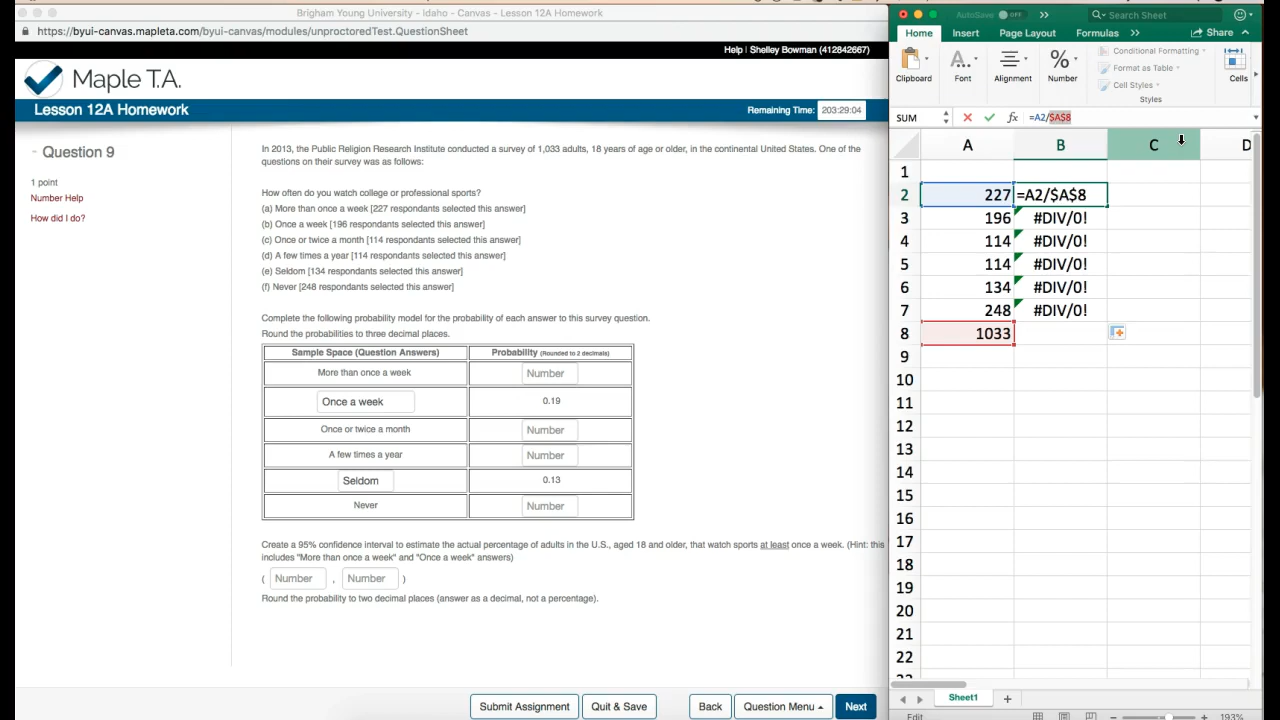 Brigham Young University - Idaho - Canvas - Lesson 12A Homework
https://byui-canvas.mapleta.com/byui-canvas/modules/unproctoredTest.QuestionSheet
Help | Shelley Bowman (412842667)
Maple T.A.
Lesson 12A Homework
Remaining Time: 203:29:04
Question 9
1 point
Number Help
How did I do?
In 2013, the Public Religion Research Institute conducted a survey of 1,033 adults, 18 years of age or older, in the continental United States. One of the
questions on their survey was as follows:
How often do you watch college or professional sports?
(a) More than once a week [227 respondants selected this answer]
(b) Once a week [196 respondants selected this answer]
(c) Once or twice a month [114 respondants selected this answer]
(d) A few times a year [114 respondants selected this answer]
(e) Seldom [134 respondants selected this answer]
(f) Never [248 respondants selected this answer]
Complete the following probability model for the probability of each answer to this survey question.
Round the probabilities to three decimal places.
Sample Space (Question Answers) Probability (Rounded to 2 decimals)
More than once a week Number
Once a week 0.19
Once or twice a month Number
A few times a year Number
Seldom 0.13
Never Number
Create a 95% confidence interval to estimate the actual percentage of adults in the U.S., aged 18 and older, that watch sports at least once a week. (Hint: this
includes "More than once a week" and "Once a week" answers)
( Number , Number )
Round the probability to two decimal places (answer as a decimal, not a percentage).
Submit Assignment Quit & Save Back Question Menu Next
AutoSave OFF Search Sheet
Home Insert Page Layout Formulas Share
Clipboard Font Alignment Number Conditional Formatting Format as Table Cell Styles Styles Cells
SUM fx =A2/$A$8
A B C D
1
2 227 =A2/$A$8
3 196 #DIV/0!
4 114 #DIV/0!
5 114 #DIV/0!
6 134 #DIV/0!
7 248 #DIV/0!
8 1033
9
10
11
12
13
14
15
16
17
18
19
20
21
22
Sheet1
Edit 193%